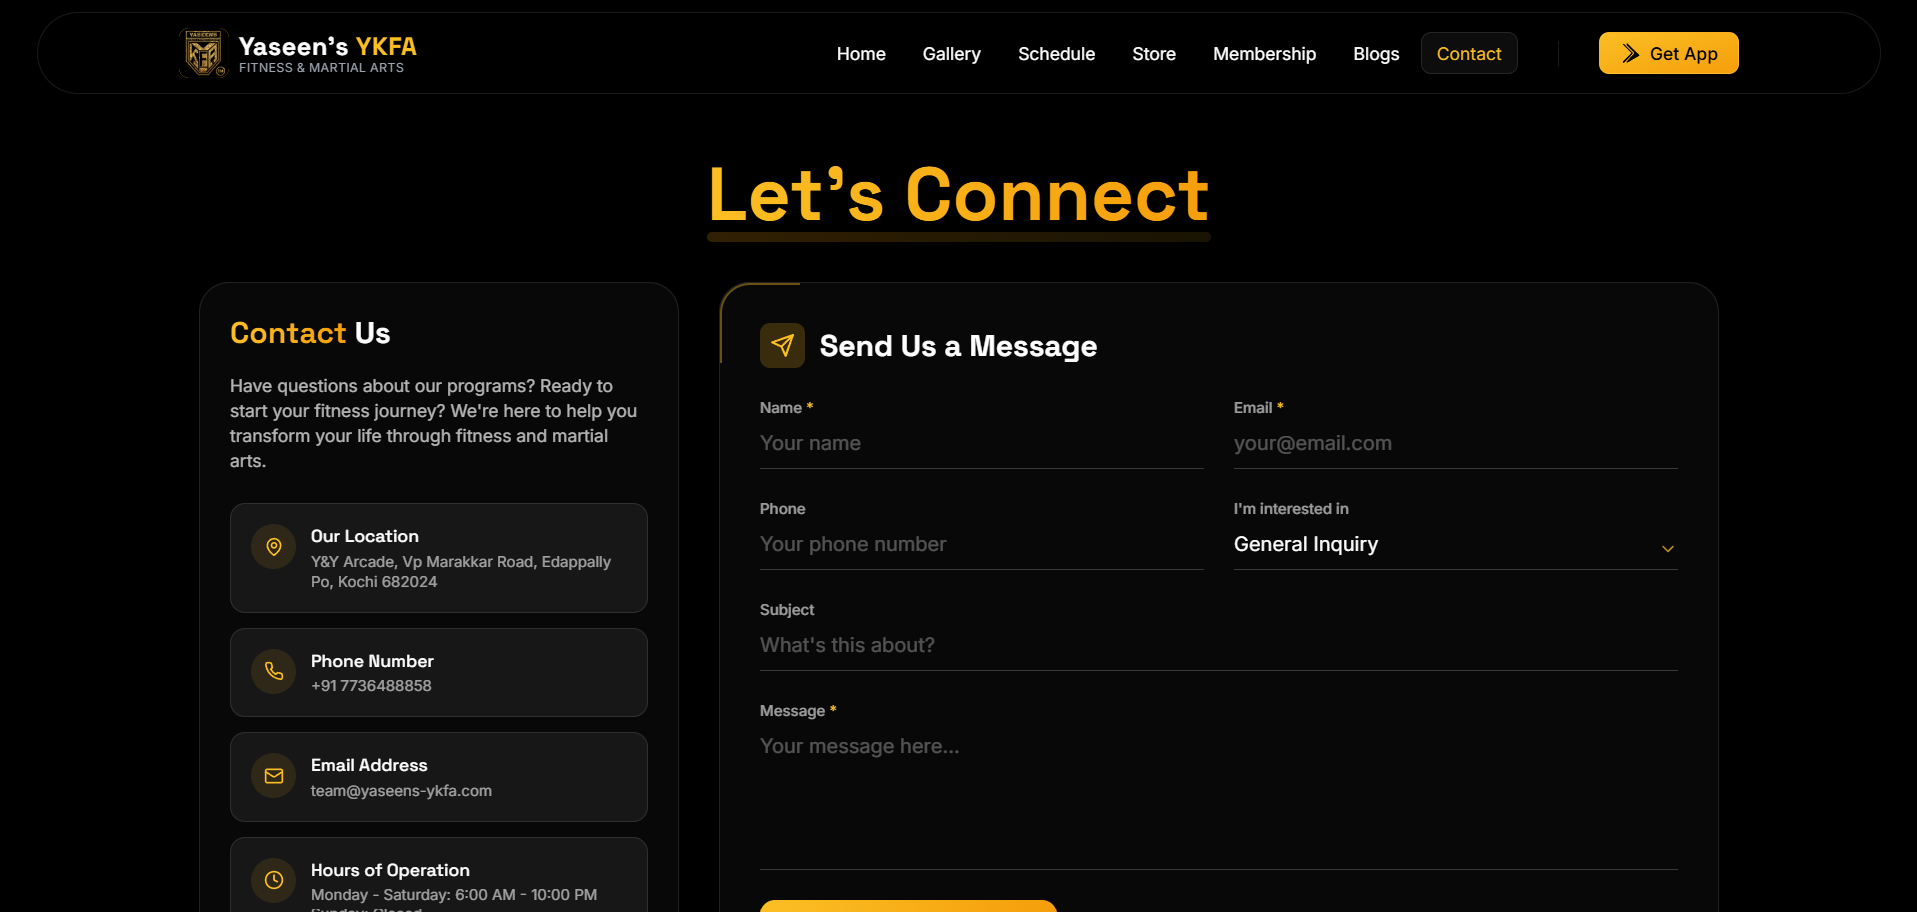 Yaseen's YKFA
FITNESS & MARTIAL ARTS
Home
Gallery
Schedule
Store
Membership
Blogs
Contact
Get App
Let's Connect
Contact Us
Have questions about our programs? Ready to
start your fitness journey? We're here to help you
transform your life through fitness and martial
arts.
Our Location
Y&Y Arcade, Vp Marakkar Road, Edappally
Po, Kochi 682024
Phone Number
+91 7736488858
Email Address
team@yaseens-ykfa.com
Hours of Operation
Monday - Saturday: 6:00 AM - 10:00 PM
Send Us a Message
Name *
Your name
Email *
your@email.com
Phone
Your phone number
I'm interested in
General Inquiry
Subject
What's this about?
Message *
Your message here...